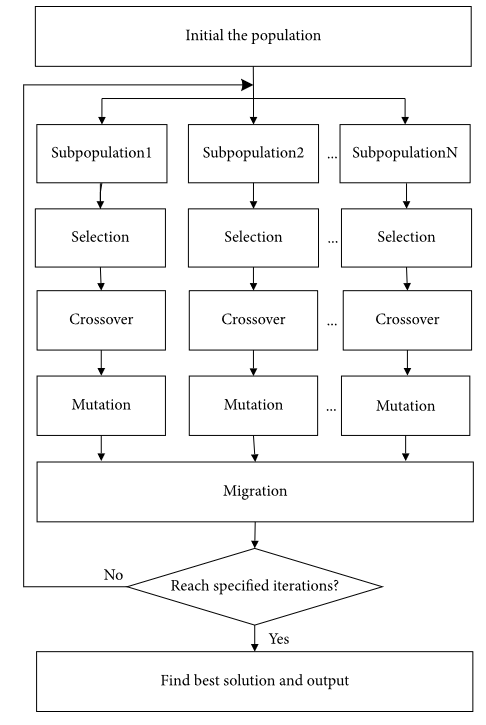 Initial the population
Subpopulation1
Subpopulation2
...
SubpopulationN
Selection
Selection
...
Selection
Crossover
Crossover
...
Crossover
Mutation
Mutation
...
Mutation
Migration
No
Reach specified iterations?
Yes
Find best solution and output